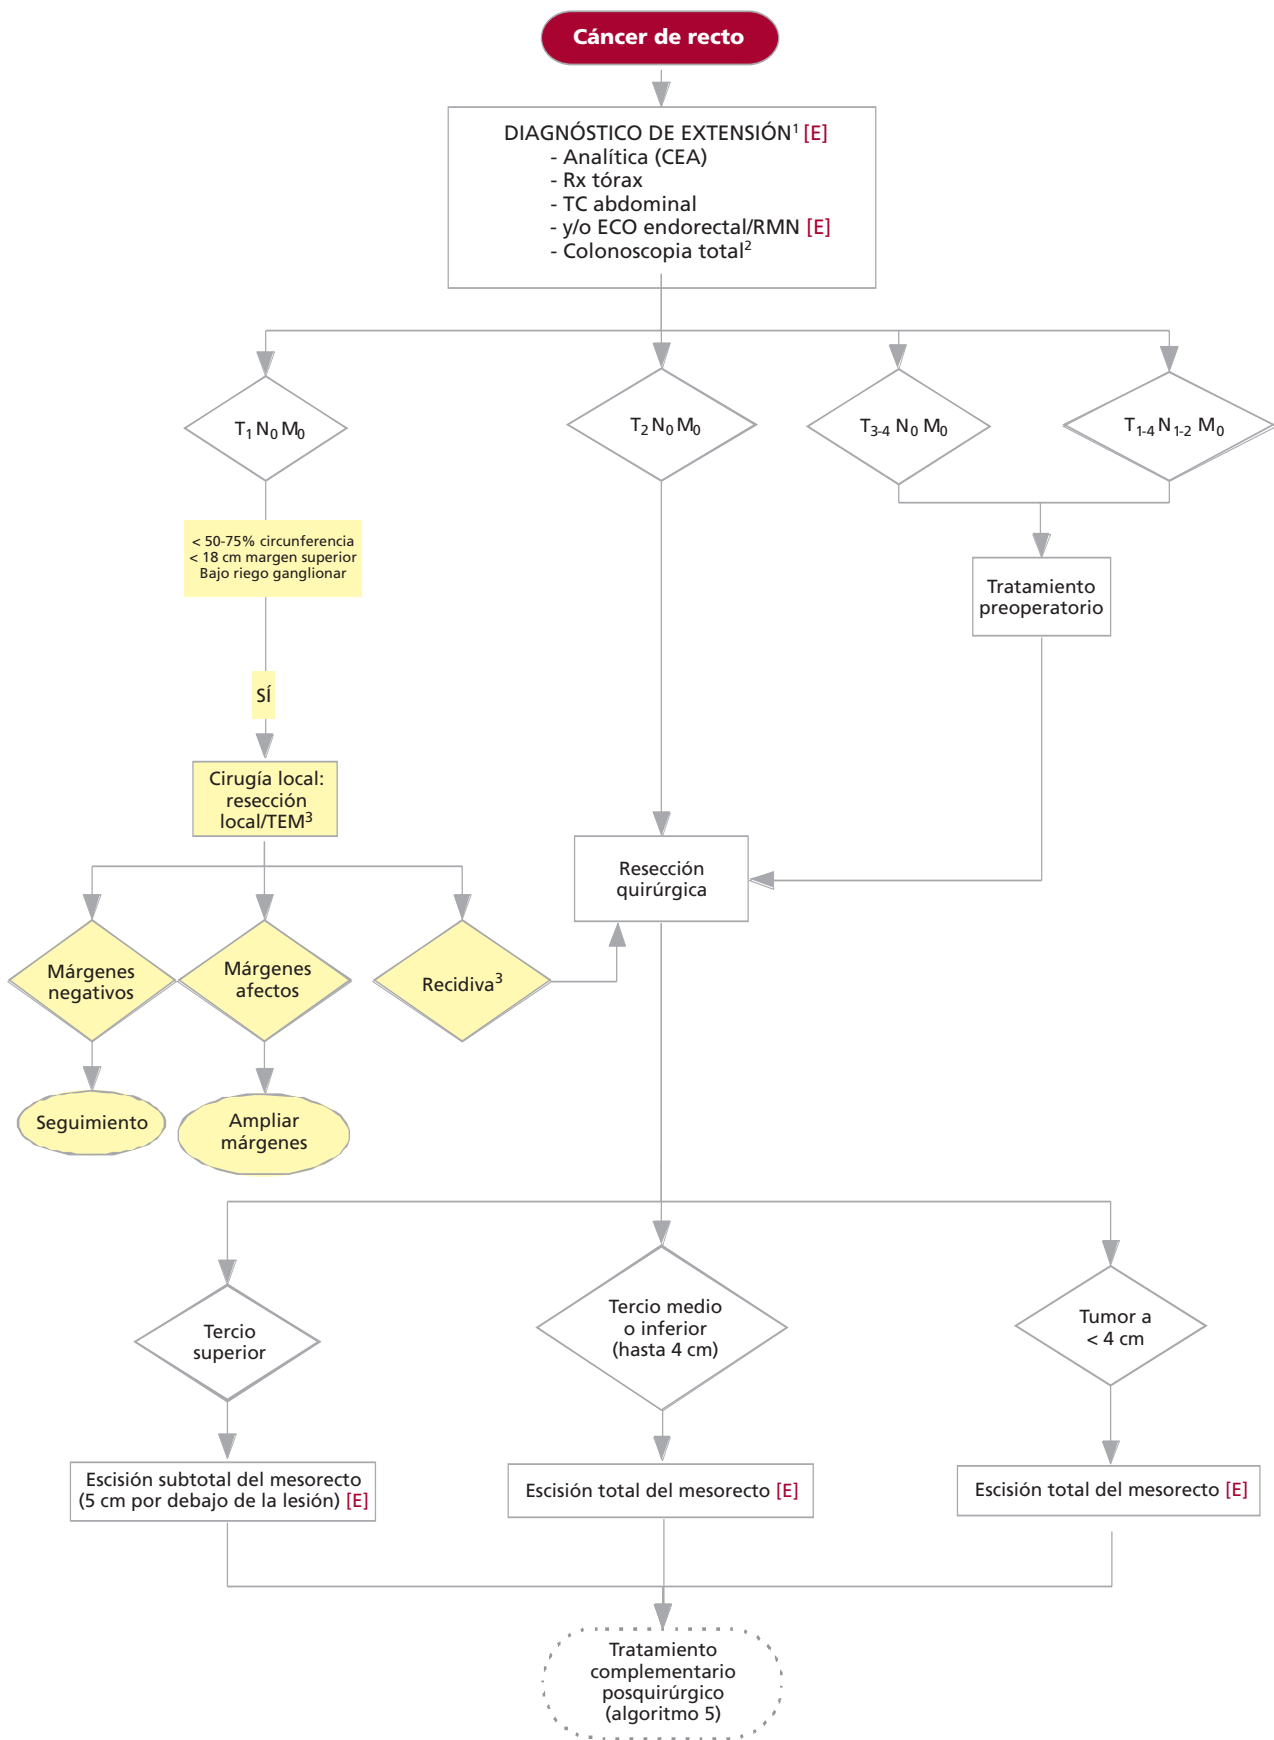 Cáncer de recto
DIAGNÓSTICO DE EXTENSIÓN¹ [E]
- Analítica (CEA)
- Rx tórax
- TC abdominal
- y/o ECO endorectal/RMN [E]
- Colonoscopia total²
T₁ N₀ M₀
T₂ N₀ M₀
T₃₋₄ N₀ M₀
T₁₋₄ N₁₋₂ M₀
< 50-75% circunferencia
< 18 cm margen superior
Bajo riego ganglionar
Tratamiento
preoperatorio
SÍ
Cirugía local:
resección
local/TEM³
Resección
quirúrgica
Márgenes
negativos
Márgenes
afectos
Recidiva³
Seguimiento
Ampliar
márgenes
Tercio
superior
Tercio medio
o inferior
(hasta 4 cm)
Tumor a
< 4 cm
Escisión subtotal del mesorecto
(5 cm por debajo de la lesión) [E]
Escisión total del mesorecto [E]
Escisión total del mesorecto [E]
Tratamiento
complementario
posquirúrgico
(algoritmo 5)